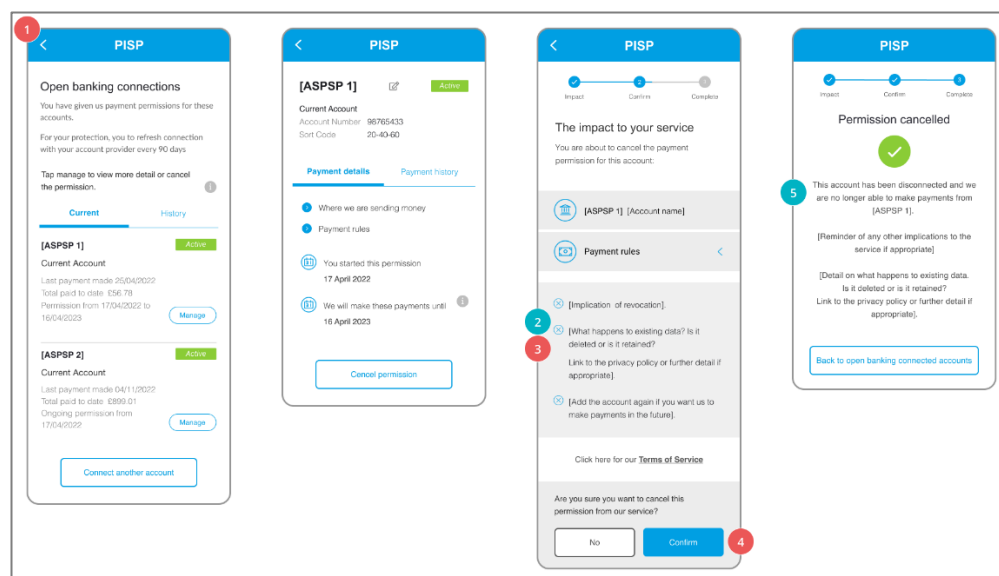 1
PISP
Open banking connections
You have given us payment permissions for these
accounts.
For your protection, you to refresh connection
with your account provider every 90 days
Tap manage to view more detail or cancel
the permission.
i
Current History
[ASPSP 1] Active
Current Account
Last payment made 25/04/2022
Total paid to date £56.78
Permission from 17/04/2022 to
16/04/2023
Manage
[ASPSP 2] Active
Current Account
Last payment made 04/11/2022
Total paid to date £899.01
Ongoing permission from
17/04/2022
Manage
Connect another account
PISP
[ASPSP 1] Active
Current Account
Account Number 98765433
Sort Code 20-40-60
Payment details Payment history
Where we are sending money
Payment rules
You started this permission
17 April 2022
We will make these payments until i
16 April 2023
Cancel permission
PISP
2
Impact Confirm Complete
The impact to your service
You are about to cancel the payment
permission for this account:
[ASPSP 1] [Account name]
Payment rules
[Implication of revocation].
2
[What happens to existing data? Is it
deleted or is it retained?
3
Link to the privacy policy or further detail if
appropriate].
[Add the account again if you want us to
make payments in the future].
Click here for our Terms of Service
Are you sure you want to cancel this
permission from our service?
No Confirm
4
PISP
3
Impact Confirm Complete
Permission cancelled
5
This account has been disconnected and we
are no longer able to make payments from
[ASPSP 1].
[Reminder of any other implications to the
service if appropriate]
[Detail on what happens to existing data.
Is it deleted or is it retained?
Link to the privacy policy or further detail if
appropriate].
Back to open banking connected accounts